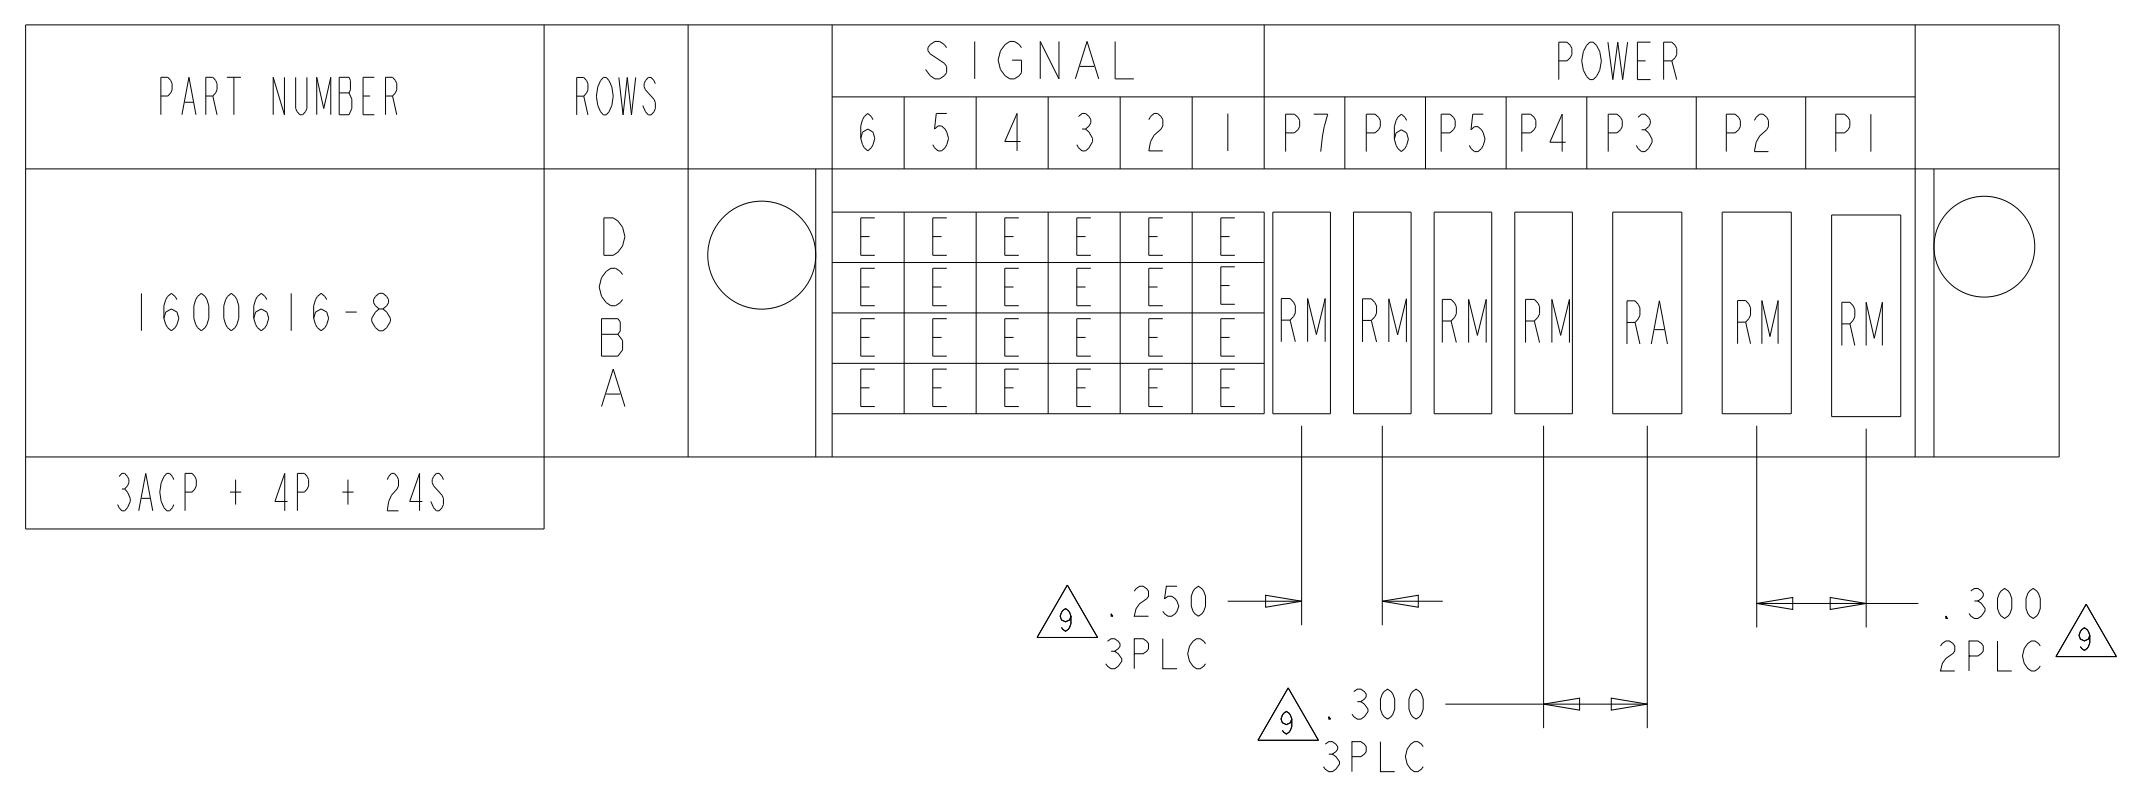 SIGNAL POWER
PART NUMBER ROWS
6 5 4 3 2 1 P7 P6 P5 P4 P3 P2 P1
D E E E E E E
C E E E E E E
1600616-8 RM RM RM RM RA RM RM
B E E E E E E
A E E E E E E
3ACP + 4P + 24S
9 .250
3PLC
.300 9
2PLC
9 .300
3PLC